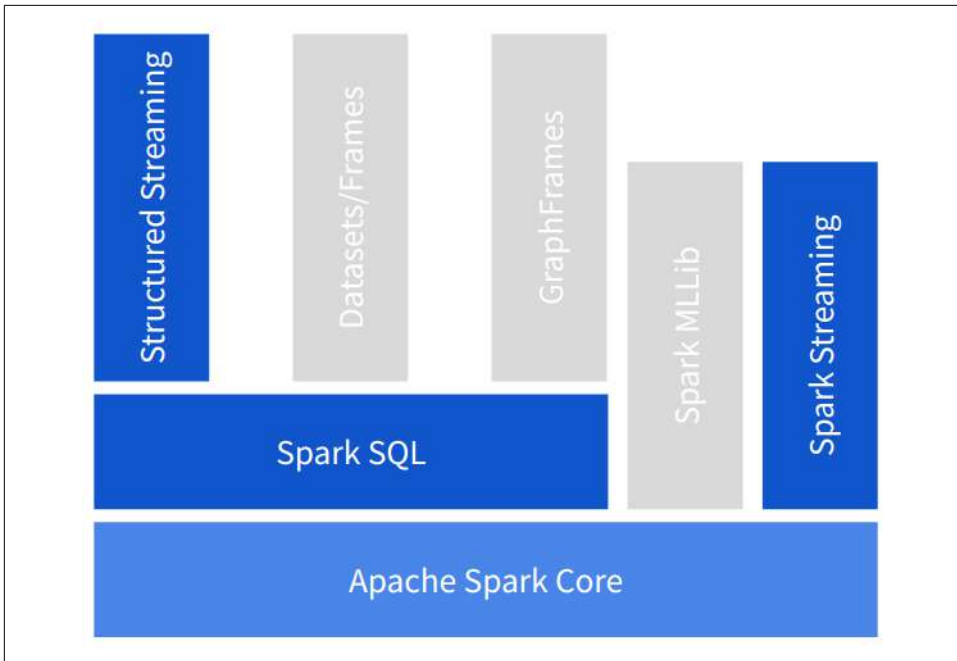 Structured Streaming
Datasets/Frames
GraphFrames
Spark MLLib
Spark Streaming
Spark SQL
Apache Spark Core